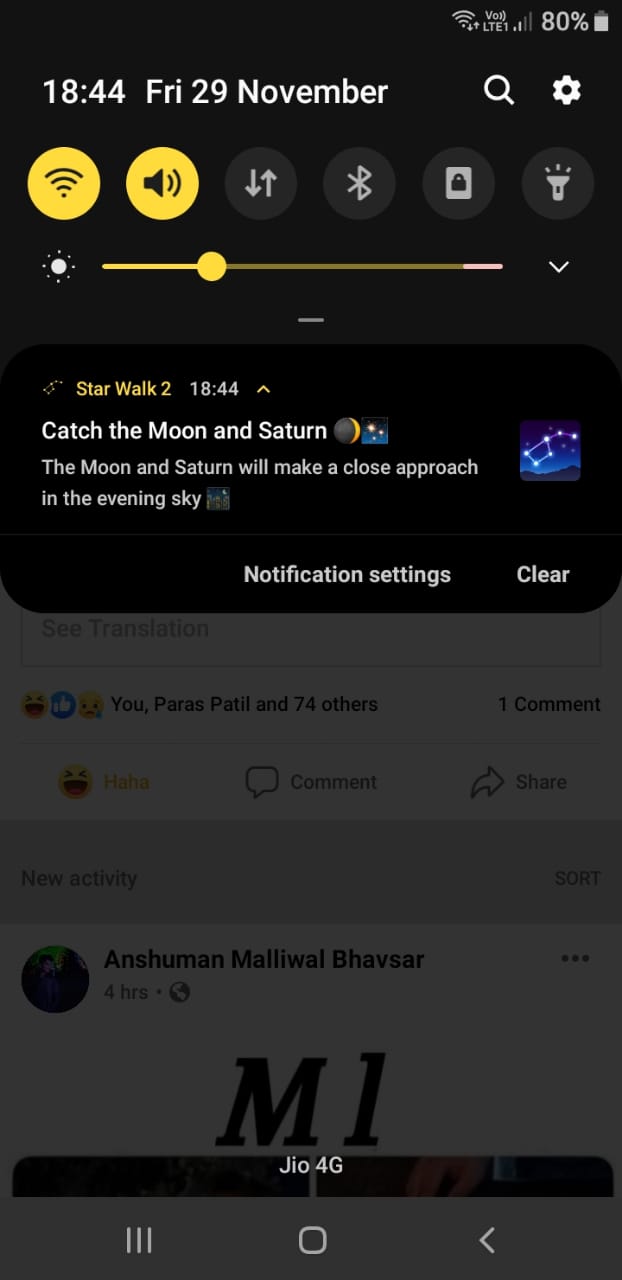 Vo)) LTE1 80%
18:44 Fri 29 November
Star Walk 2 18:44
Catch the Moon and Saturn 🌒🎇
The Moon and Saturn will make a close approach
in the evening sky 🌃
Notification settings Clear
See Translation
You, Paras Patil and 74 others 1 Comment
Haha Comment Share
New activity SORT
Anshuman Malliwal Bhavsar
4 hrs •
M l
Jio 4G